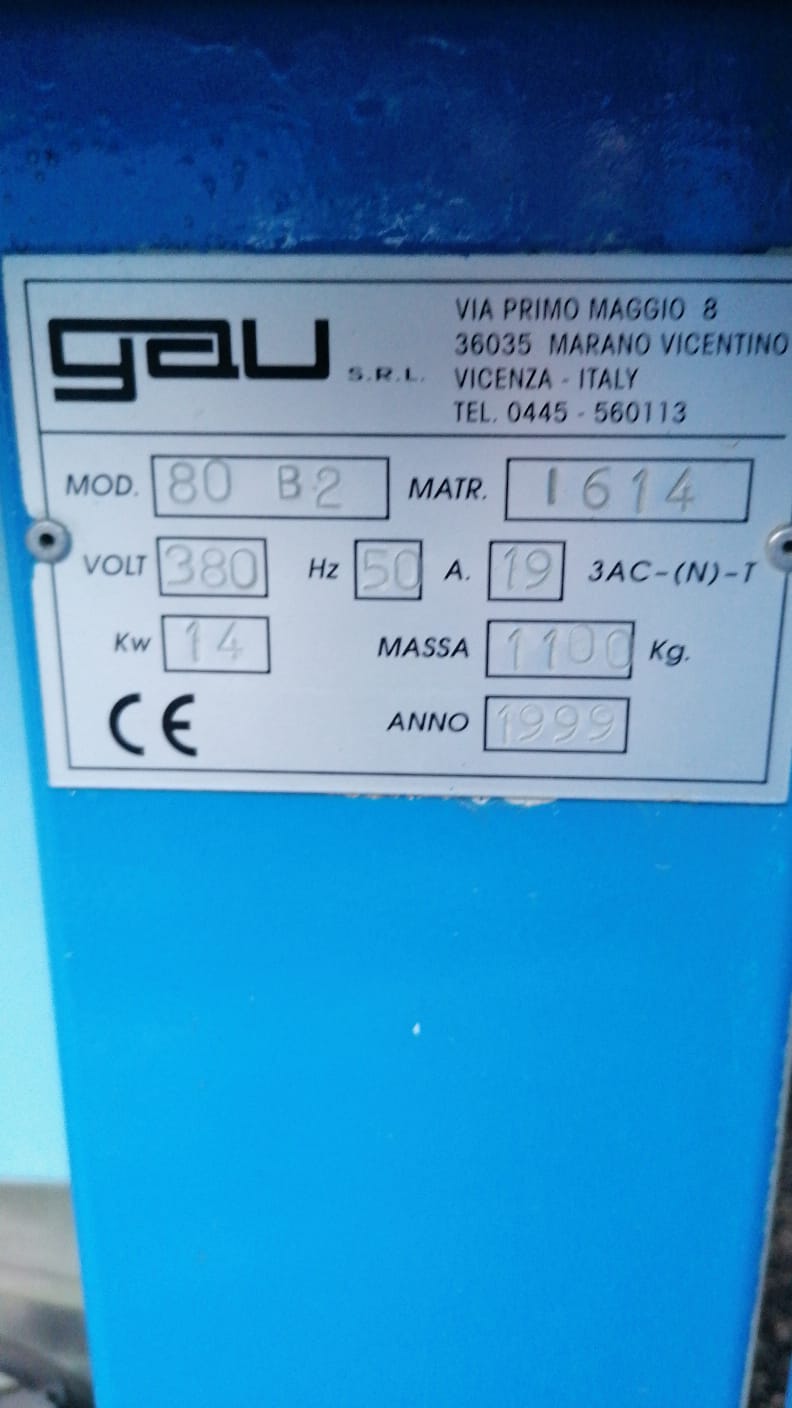 gau S.R.L.
VIA PRIMO MAGGIO 8
36035 MARANO VICENTINO
VICENZA - ITALY
TEL. 0445 - 560113
MOD. 80 B2 MATR. 1614
VOLT 380 Hz 50 A. 19 3AC-(N)-T
Kw 14 MASSA 1100 Kg.
CE ANNO 1999